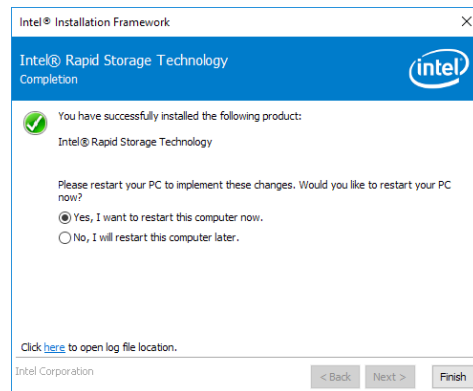 Intel® Installation Framework
Intel® Rapid Storage Technology
Completion
intel
You have successfully installed the following product:
Intel® Rapid Storage Technology
Please restart your PC to implement these changes. Would you like to restart your PC
now?
Yes, I want to restart this computer now.
No, I will restart this computer later.
Click here to open log file location.
Intel Corporation
< Back
Next >
Finish